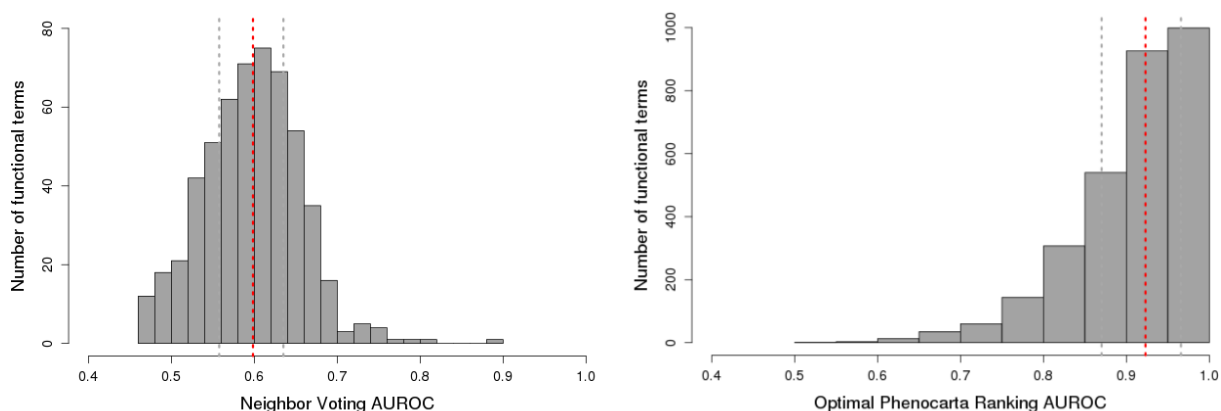 Number of functional terms
80
60
40
20
0
0.4 0.5 0.6 0.7 0.8 0.9 1.0
Neighbor Voting AUROC
Number of functional terms
1000
800
600
400
200
0
0.4 0.5 0.6 0.7 0.8 0.9 1.0
Optimal Phenocarta Ranking AUROC